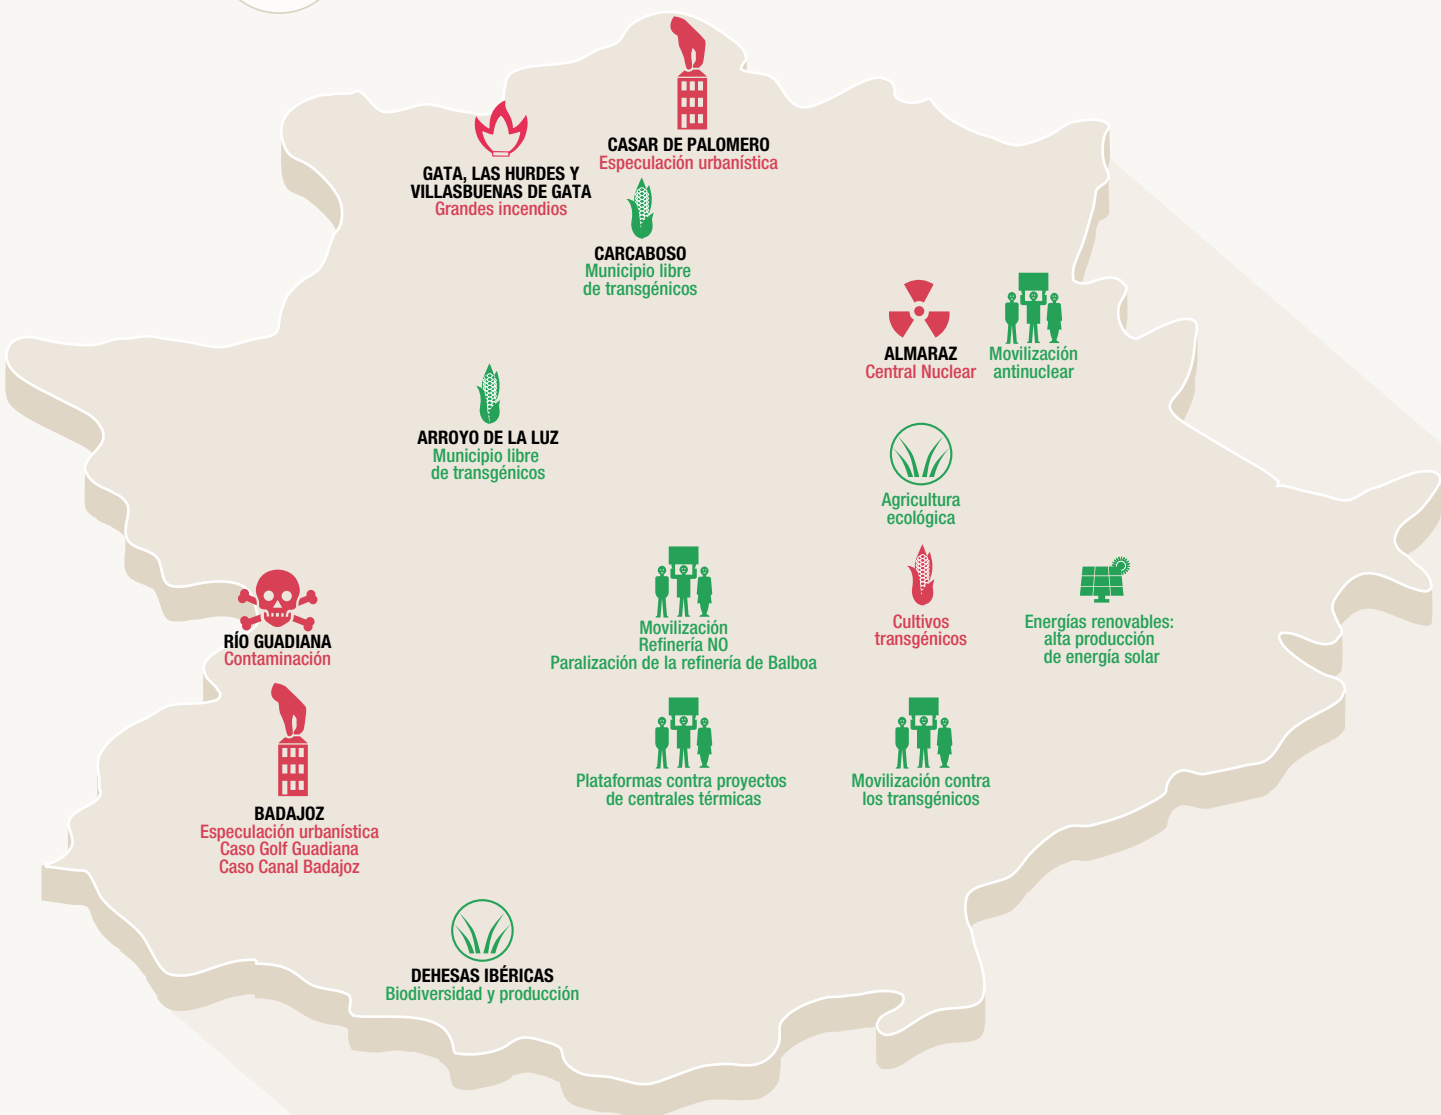 CASAR DE PALOMERO
Especulación urbanística
GATA, LAS HURDES Y
VILLASBUENAS DE GATA
Grandes incendios
CARCABOSO
Municipio libre
de transgénicos
ALMARAZ
Central Nuclear
Movilización
antinuclear
ARROYO DE LA LUZ
Municipio libre
de transgénicos
Agricultura
ecológica
RÍO GUADIANA
Contaminación
Movilización
Refinería NO
Paralización de la refinería de Balboa
Cultivos
transgénicos
Energías renovables:
alta producción
de energía solar
BADAJOZ
Especulación urbanística
Caso Golf Guadiana
Caso Canal Badajoz
Plataformas contra proyectos
de centrales térmicas
Movilización contra
los transgénicos
DEHESAS IBÉRICAS
Biodiversidad y producción